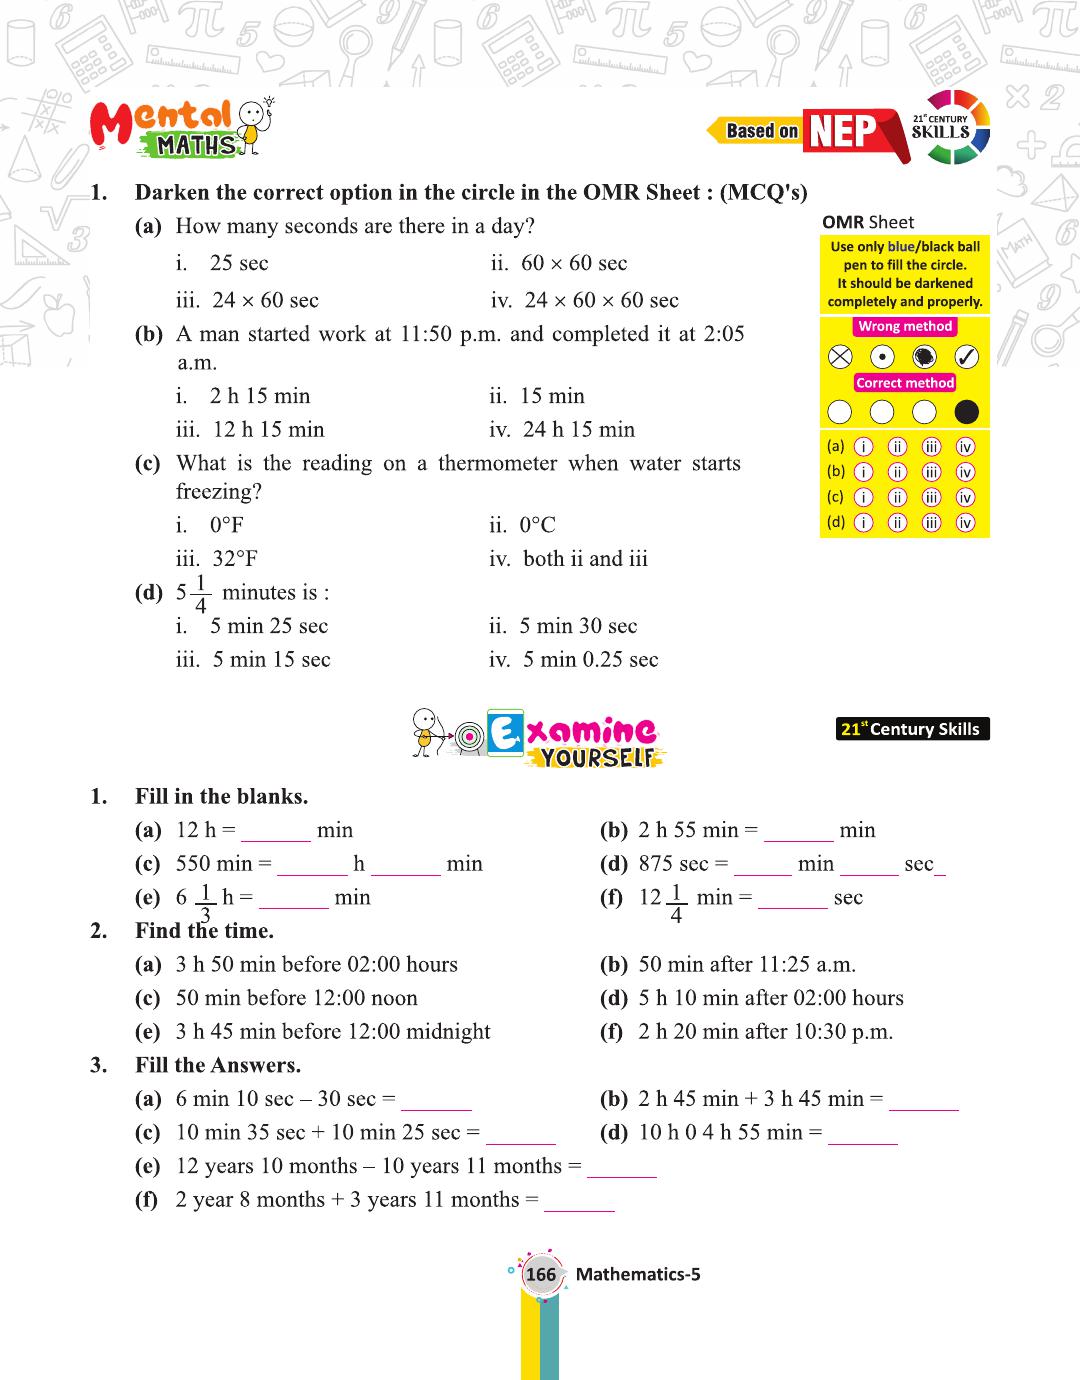 Mental
MATHS
Based on NEP
21st CENTURY
SKILLS
1. Darken the correct option in the circle in the OMR Sheet : (MCQ's)
(a) How many seconds are there in a day?
i. 25 sec ii. 60 × 60 sec
iii. 24 × 60 sec iv. 24 × 60 × 60 sec
(b) A man started work at 11:50 p.m. and completed it at 2:05
a.m.
i. 2 h 15 min ii. 15 min
iii. 12 h 15 min iv. 24 h 15 min
(c) What is the reading on a thermometer when water starts
freezing?
i. 0°F ii. 0°C
iii. 32°F iv. both ii and iii
(d) 5 1/4 minutes is :
i. 5 min 25 sec ii. 5 min 30 sec
iii. 5 min 15 sec iv. 5 min 0.25 sec
OMR Sheet
Use only blue/black ball
pen to fill the circle.
It should be darkened
completely and properly.
Wrong method
Correct method
(a) i ii iii iv
(b) i ii iii iv
(c) i ii iii iv
(d) i ii iii iv
Examine
YOURSELF
21st Century Skills
1. Fill in the blanks.
(a) 12 h = ______ min (b) 2 h 55 min = ______ min
(c) 550 min = ______ h ______ min (d) 875 sec = _____ min _____ sec_
(e) 6 1/3 h = ______ min (f) 12 1/4 min = ______ sec
2. Find the time.
(a) 3 h 50 min before 02:00 hours (b) 50 min after 11:25 a.m.
(c) 50 min before 12:00 noon (d) 5 h 10 min after 02:00 hours
(e) 3 h 45 min before 12:00 midnight (f) 2 h 20 min after 10:30 p.m.
3. Fill the Answers.
(a) 6 min 10 sec – 30 sec = ______ (b) 2 h 45 min + 3 h 45 min = ______
(c) 10 min 35 sec + 10 min 25 sec = ______ (d) 10 h 0 4 h 55 min = ______
(e) 12 years 10 months – 10 years 11 months = ______
(f) 2 year 8 months + 3 years 11 months = ______
166 Mathematics-5